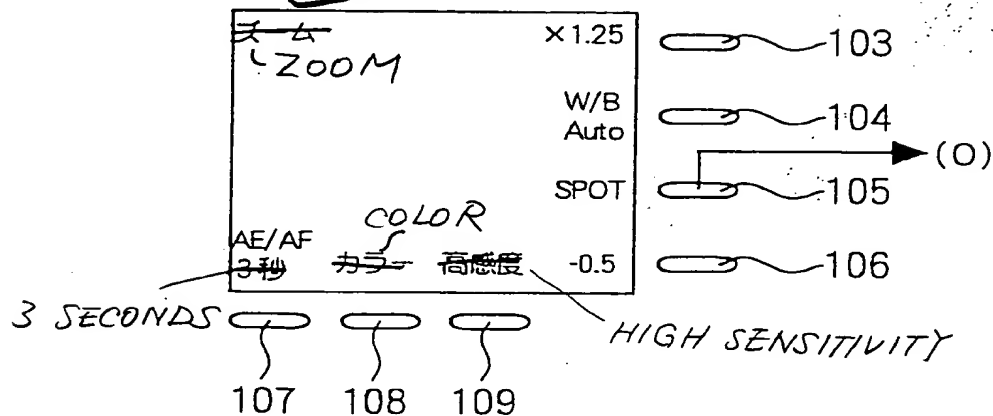 ズーム ×1.25 103
ZOOM
W/B 104
Auto
(O)
SPOT 105
COLOR
AE/AF
3秒 カラー 高感度 -0.5 106
3 SECONDS
HIGH SENSITIVITY
107 108 109